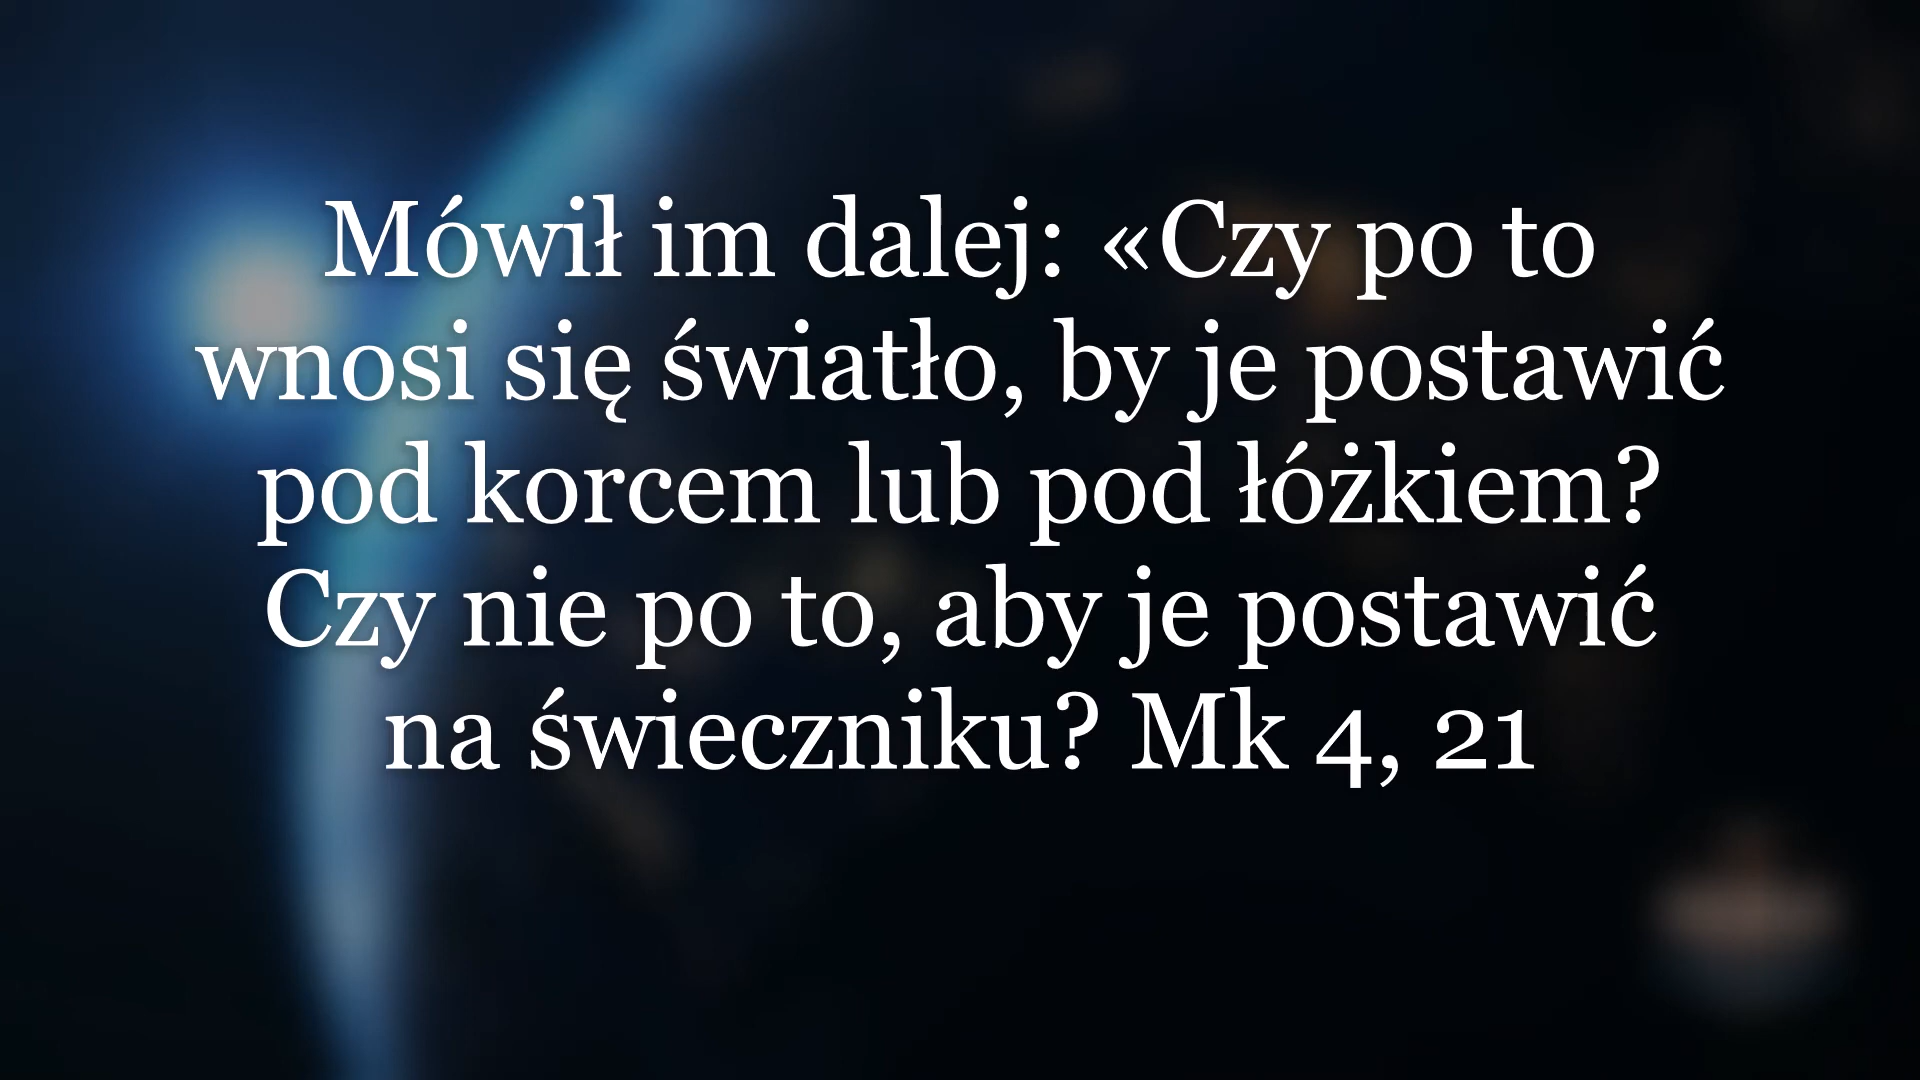 Mówił im dalej: «Czy po to
wnosi się światło, by je postawić
pod korcem lub pod łóżkiem?
Czy nie po to, aby je postawić
na świeczniku? Mk 4, 21